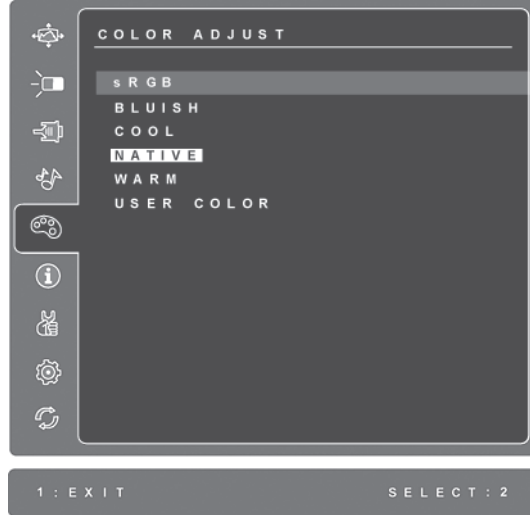 COLOR ADJUST
sRGB
BLUISH
COOL
NATIVE
WARM
USER COLOR
1:EXIT SELECT:2